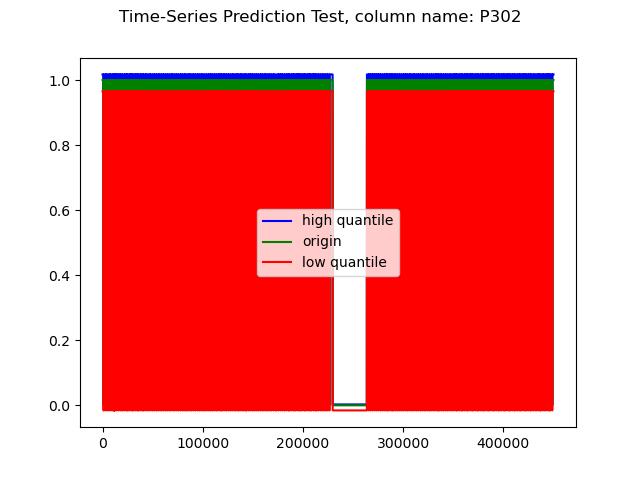 Time-Series Prediction Test, column name: P302
1.0
0.8
0.6
0.4
0.2
0.0
high quantile
origin
low quantile
0 100000 200000 300000 400000